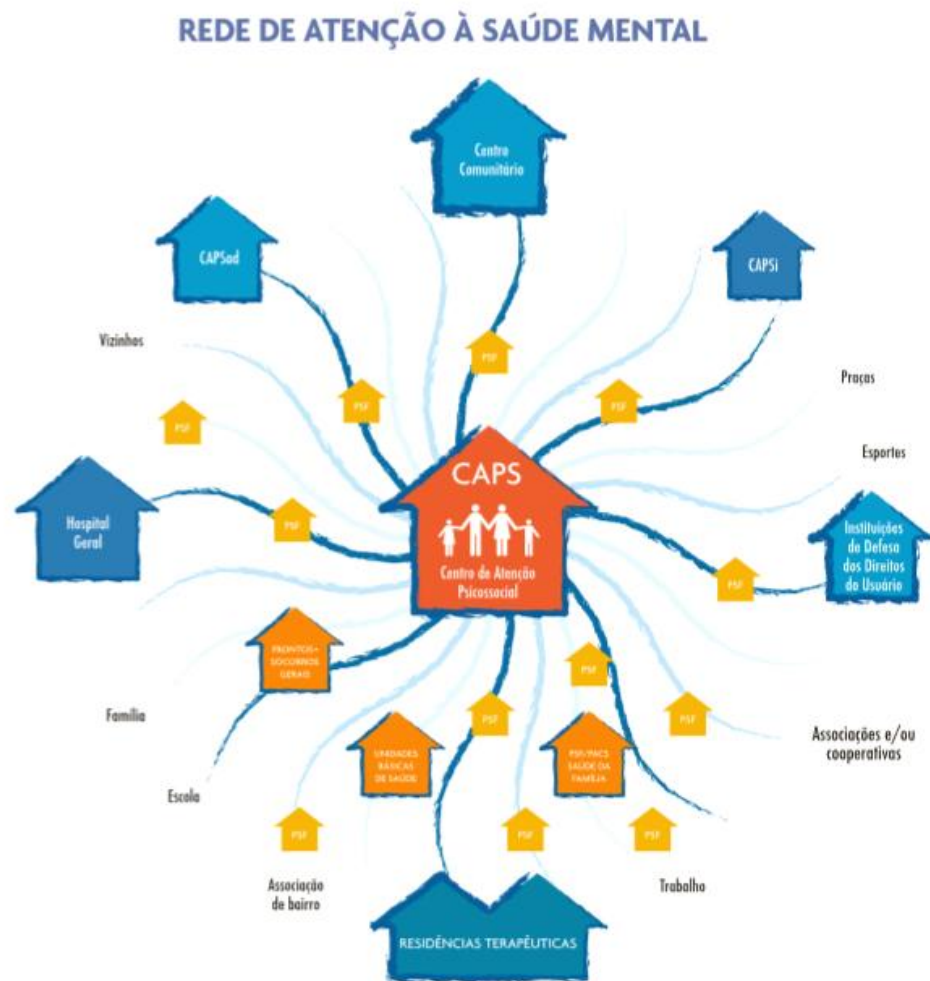 REDE DE ATENÇÃO À SAÚDE MENTAL
Centro
Comunitário
CAPSad
CAPSi
Vizinhos
PSF
PSF
PSF
Praças
PSF
Esportes
CAPS
Centro de Atenção
Psicossocial
Hospital
Geral
PSF
Instituições
de Defesa
dos Direitos
do Usuário
PSF
PRONTOS-
SOCORROS
GERAIS
PSF
Família
PSF
PSF
Associações e/ou
cooperativas
UNIDADES
BÁSICAS
DE SAÚDE
PSF/PACS
SAÚDE DA
FAMÍLIA
Escola
PSF
PSF
PSF
Associação
de bairro
Trabalho
RESIDÊNCIAS TERAPÊUTICAS